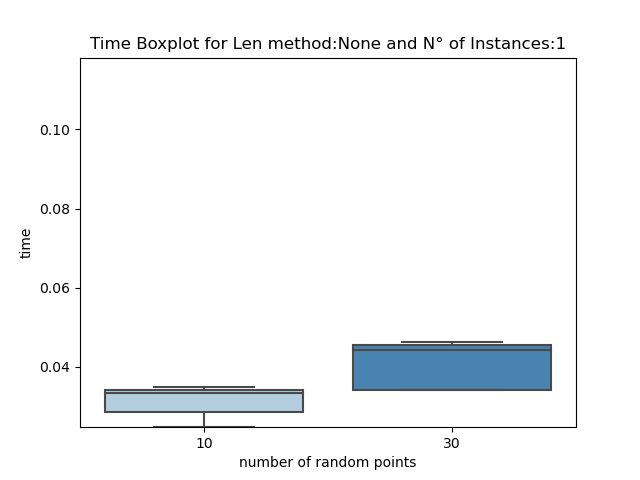 Time Boxplot for Len method:None and N° of Instances:1
0.10
0.08
0.06
0.04
time
10
30
number of random points